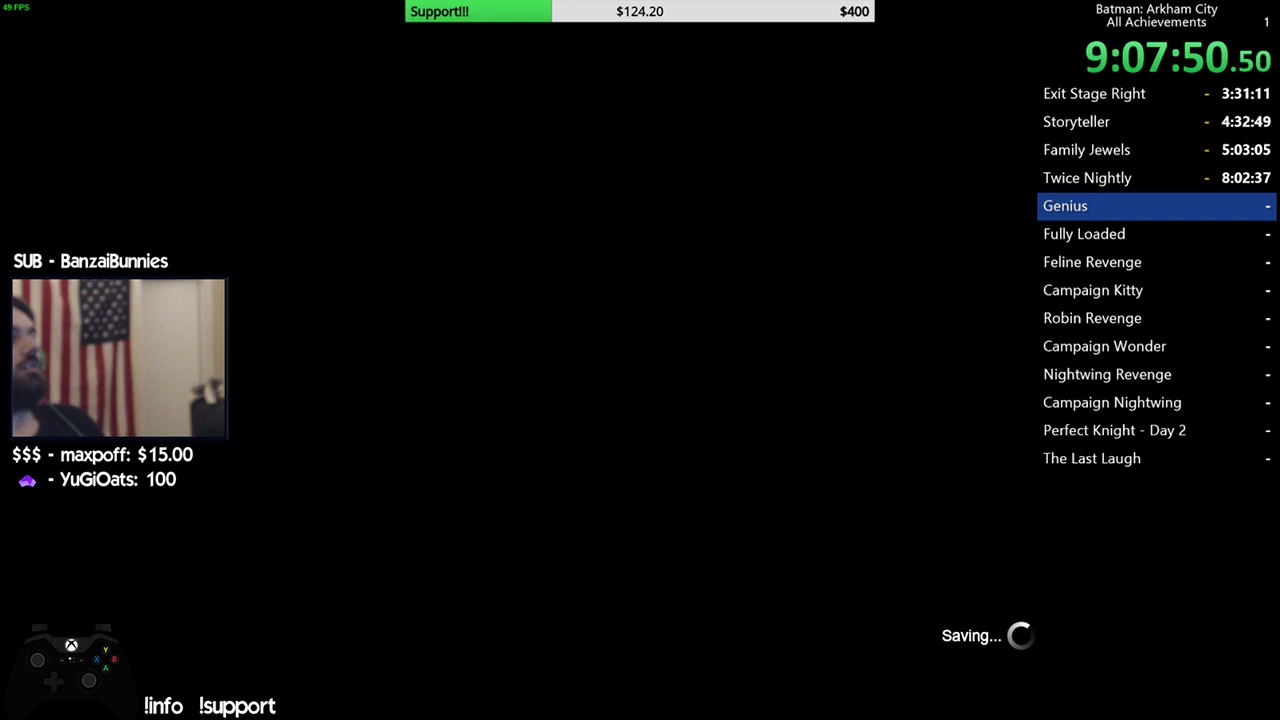 49 FPS
Support!!! $124.20 $400
Batman: Arkham City
All Achievements 1
9:07:50.50
Exit Stage Right - 3:31:11
Storyteller - 4:32:49
Family Jewels - 5:03:05
Twice Nightly - 8:02:37
Genius -
Fully Loaded -
Feline Revenge -
Campaign Kitty -
Robin Revenge -
Campaign Wonder -
Nightwing Revenge -
Campaign Nightwing -
Perfect Knight - Day 2 -
The Last Laugh -
SUB - BanzaiBunnies
$$$ - maxpoff: $15.00
- YuGiOats: 100
Saving...
Y
X B
A
!info !support